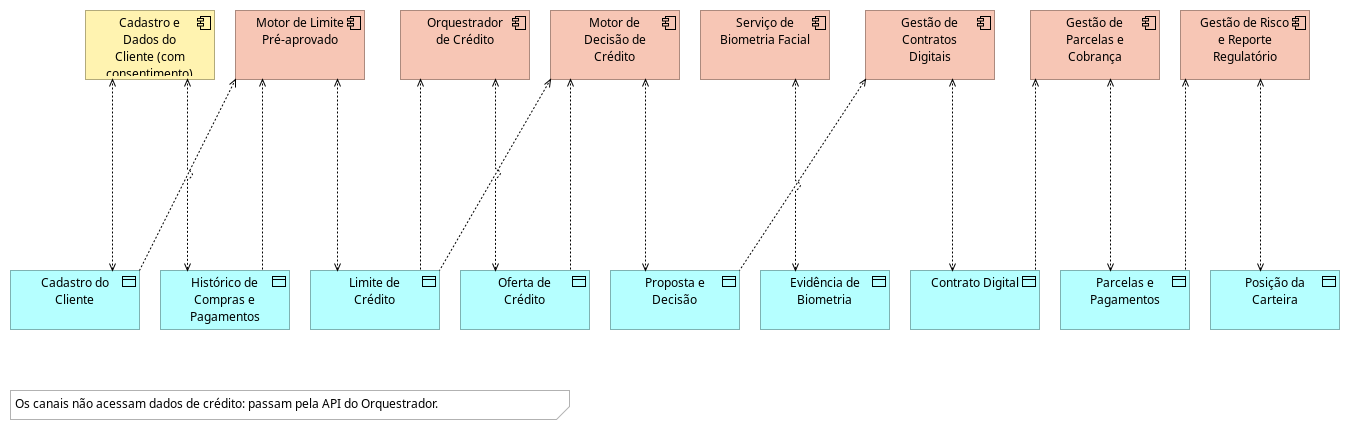 Cadastro e
Dados do
Cliente (com
consentimento)
Motor de Limite
Pré-aprovado
Orquestrador
de Crédito
Motor de
Decisão de
Crédito
Serviço de
Biometria Facial
Gestão de
Contratos
Digitais
Gestão de
Parcelas e
Cobrança
Gestão de Risco
e Reporte
Regulatório
Cadastro do
Cliente
Histórico de
Compras e
Pagamentos
Limite de
Crédito
Oferta de
Crédito
Proposta e
Decisão
Evidência de
Biometria
Contrato Digital
Parcelas e
Pagamentos
Posição da
Carteira
Os canais não acessam dados de crédito: passam pela API do Orquestrador.